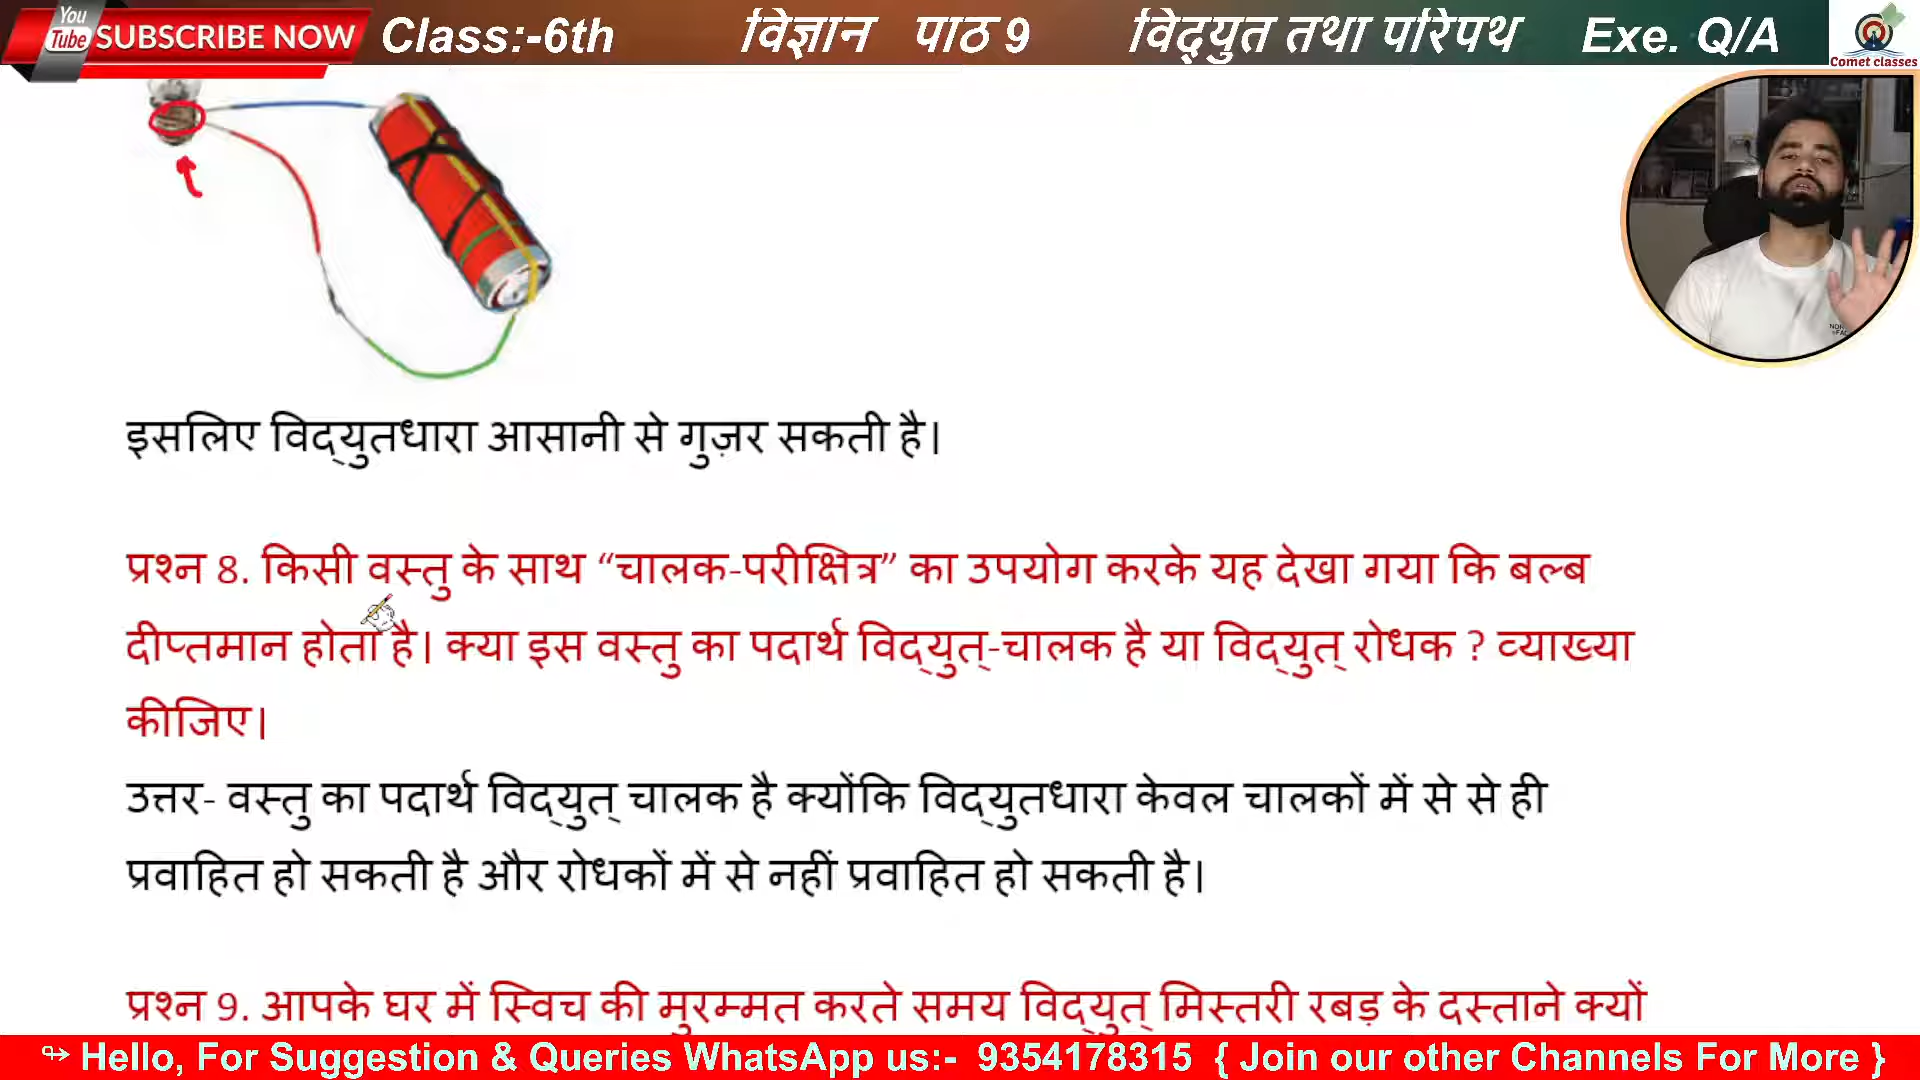 You
Tube SUBSCRIBE NOW Class:-6th विज्ञान पाठ 9 विद्युत तथा परिपथ Exe. Q/A
Comet classes
इसलिए विद्युतधारा आसानी से गुज़र सकती है।
प्रश्न 8. किसी वस्तु के साथ “चालक-परीक्षित्र” का उपयोग करके यह देखा गया कि बल्ब
दीप्तमान होता है। क्या इस वस्तु का पदार्थ विद्युत्-चालक है या विद्युत् रोधक ? व्याख्या
कीजिए।
उत्तर- वस्तु का पदार्थ विद्युत् चालक है क्योंकि विद्युतधारा केवल चालकों में से से ही
प्रवाहित हो सकती है और रोधकों में से नहीं प्रवाहित हो सकती है।
प्रश्न 9. आपके घर में स्विच की मुरम्मत करते समय विद्युत् मिस्तरी रबड़ के दस्ताने क्यों
↬ Hello, For Suggestion & Queries WhatsApp us:- 9354178315 { Join our other Channels For More }